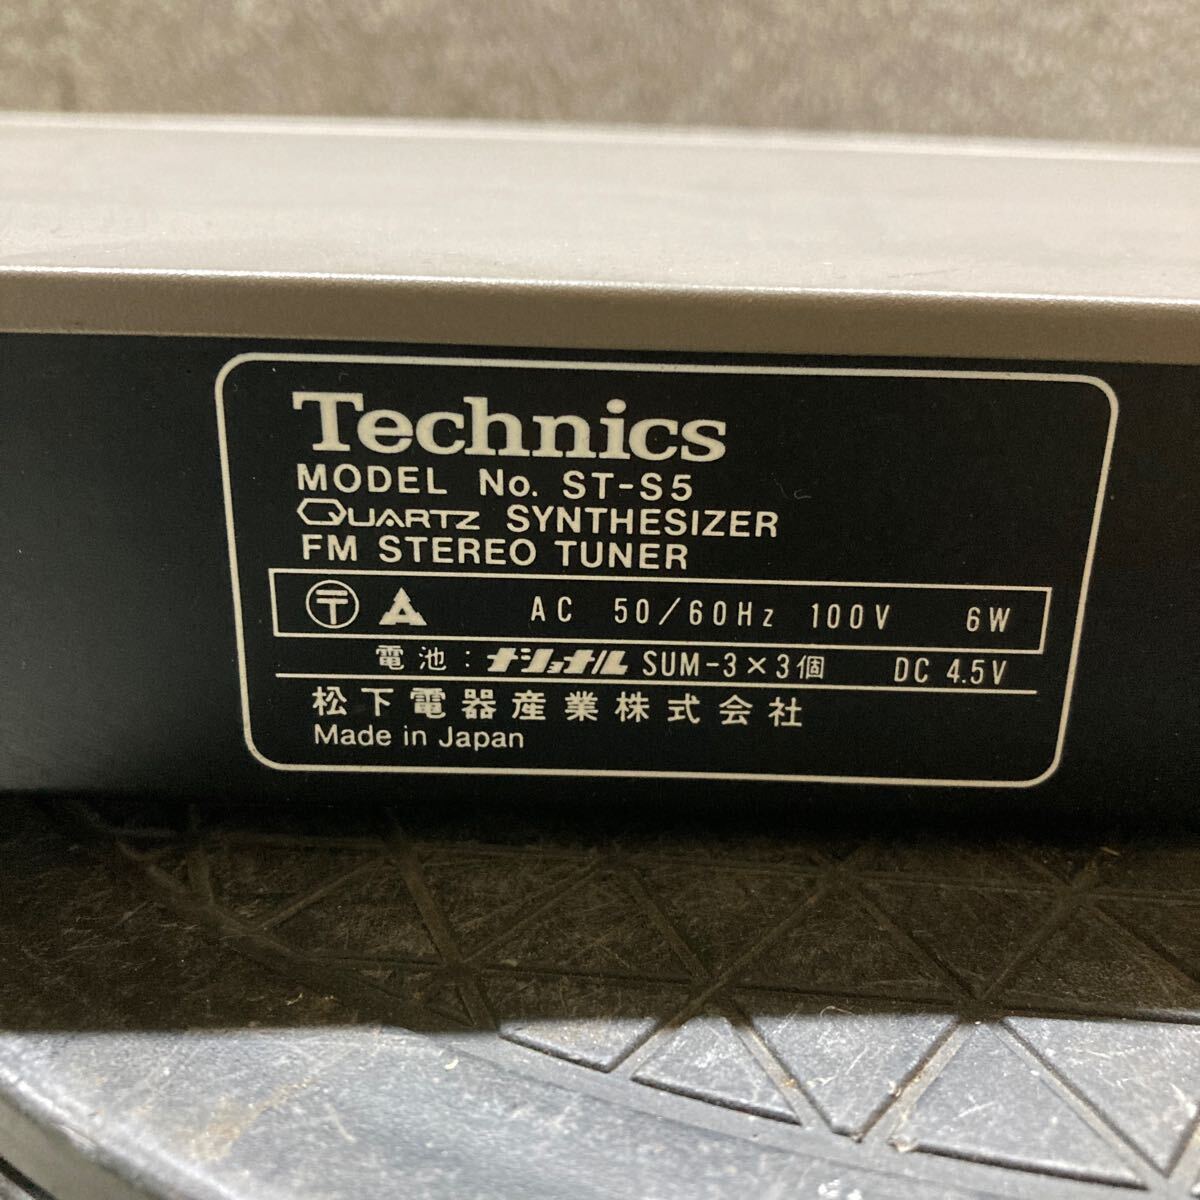 Technics
MODEL No. ST-S5
QUARTZ SYNTHESIZER
FM STEREO TUNER
〒 AC 50/60Hz 100V 6W
電池：ナショナル SUM-3×3個 DC 4.5V
松下電器産業株式会社
Made in Japan